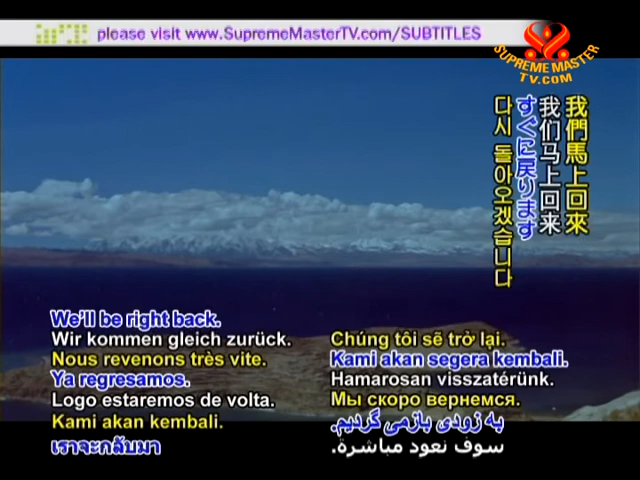 please visit www.SupremeMasterTV.com/SUBTITLES
SUPREME MASTER
TV.COM
我們馬上回來
我们马上回来
すぐに戻ります
다시 돌아오겠습니다
We'll be right back.
Wir kommen gleich zurück.
Nous revenons très vite.
Ya regresamos.
Logo estaremos de volta.
Kami akan kembali.
เราจะกลับมา
Chúng tôi sẽ trở lại.
Kami akan segera kembali.
Hamarosan visszatérünk.
Мы скоро вернемся.
به زودی بازمی گردیم.
سوف نعود مباشرة.